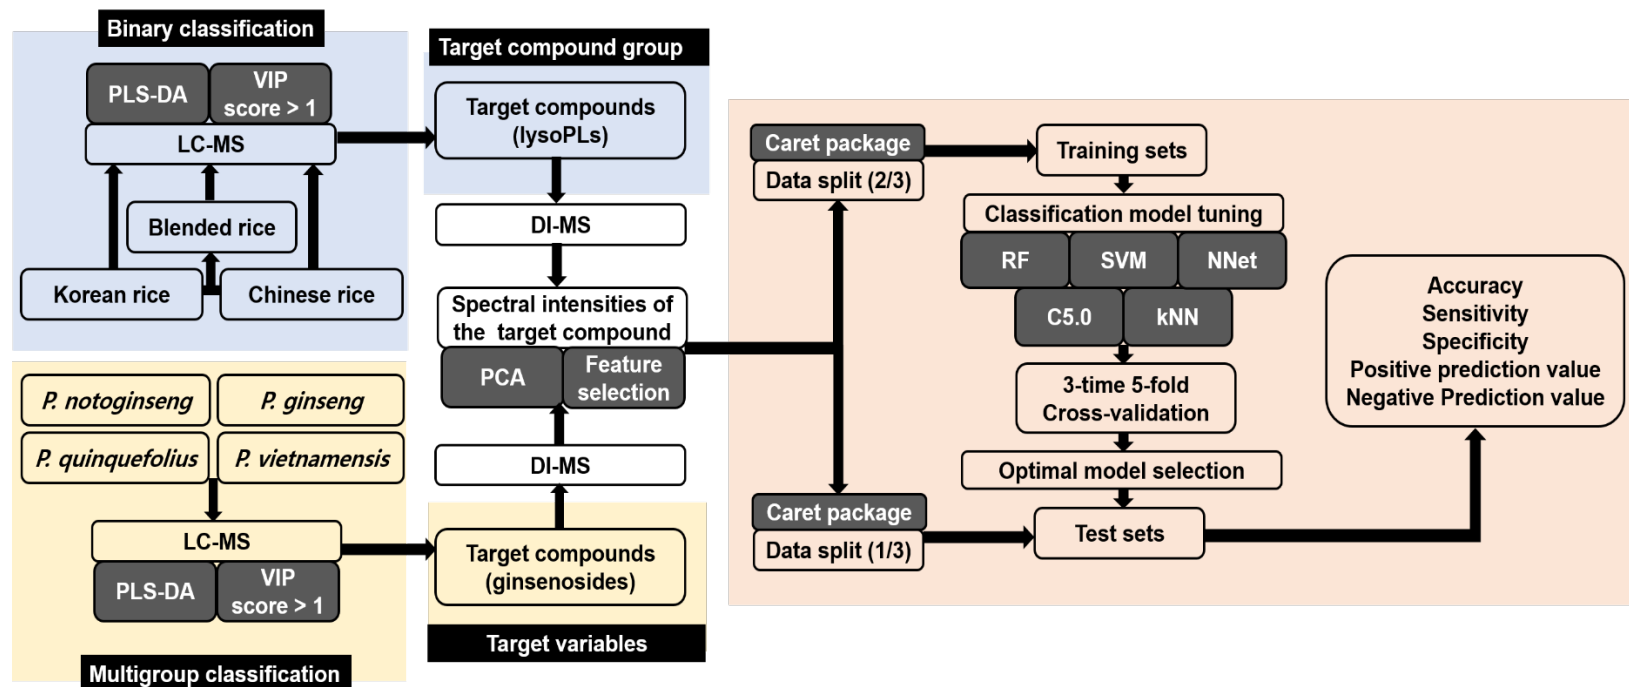 Binary classification
PLS-DA
VIP
score > 1
LC-MS
Blended rice
Korean rice
Chinese rice
P. notoginseng
P. ginseng
P. quinquefolius
P. vietnamensis
LC-MS
PLS-DA
VIP
score > 1
Multigroup classification
Target compound group
Target compounds
(lysoPLs)
DI-MS
Spectral intensities of
the target compound
PCA
Feature
selection
DI-MS
Target compounds
(ginsenosides)
Target variables
Caret package
Data split (2/3)
Training sets
Classification model tuning
RF
SVM
NNet
C5.0
kNN
3-time 5-fold
Cross-validation
Optimal model selection
Caret package
Data split (1/3)
Test sets
Accuracy
Sensitivity
Specificity
Positive prediction value
Negative Prediction value